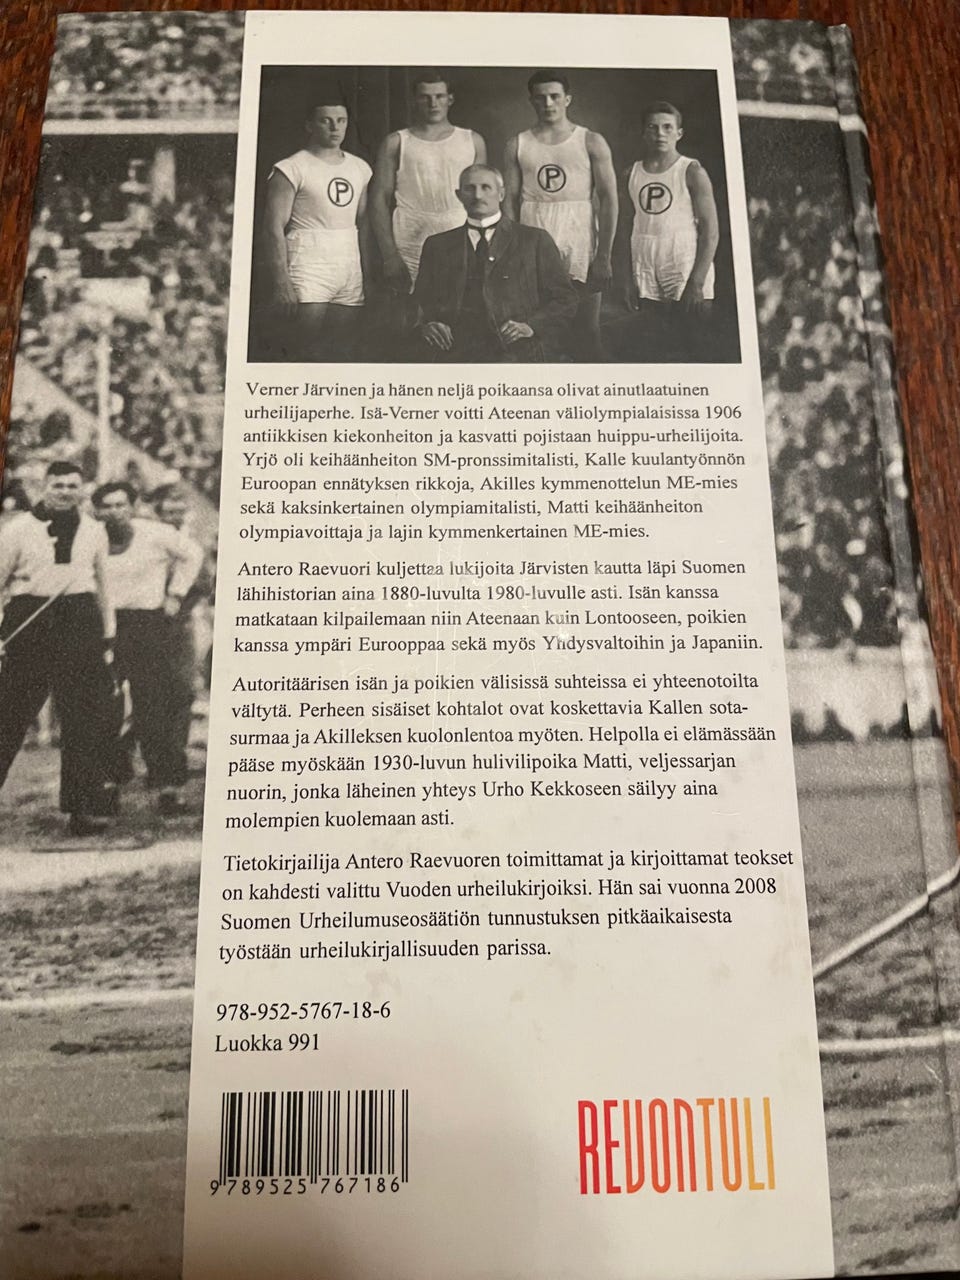 P
P
P
Verner Järvinen ja hänen neljä poikaansa olivat ainutlaatuinen
urheilijaperhe. Isä-Verner voitti Ateenan väliolympialaisissa 1906
antiikkisen kiekonheiton ja kasvatti pojistaan huippu-urheilijoita.
Yrjö oli keihäänheiton SM-pronssimitalisti, Kalle kuulantyönnön
Euroopan ennätyksen rikkoja, Akilles kymmenottelun ME-mies
sekä kaksinkertainen olympiamitalisti, Matti keihäänheiton
olympiavoittaja ja lajin kymmenkertainen ME-mies.
Antero Raevuori kuljettaa lukijoita Järvisten kautta läpi Suomen
lähihistorian aina 1880-luvulta 1980-luvulle asti. Isän kanssa
matkataan kilpailemaan niin Ateenaan kuin Lontooseen, poikien
kanssa ympäri Eurooppaa sekä myös Yhdysvaltoihin ja Japaniin.
Autoritäärisen isän ja poikien välisissä suhteissa ei yhteenotoilta
vältytä. Perheen sisäiset kohtalot ovat koskettavia Kallen sota-
surmaa ja Akilleksen kuolonlentoa myöten. Helpolla ei elämässään
pääse myöskään 1930-luvun hulivilipoika Matti, veljessarjan
nuorin, jonka läheinen yhteys Urho Kekkoseen säilyy aina
molempien kuolemaan asti.
Tietokirjailija Antero Raevuoren toimittamat ja kirjoittamat teokset
on kahdesti valittu Vuoden urheilukirjoiksi. Hän sai vuonna 2008
Suomen Urheilumuseosäätiön tunnustuksen pitkäaikaisesta
työstään urheilukirjallisuuden parissa.
978-952-5767-18-6
Luokka 991
9 789525 767186
REVONTULI